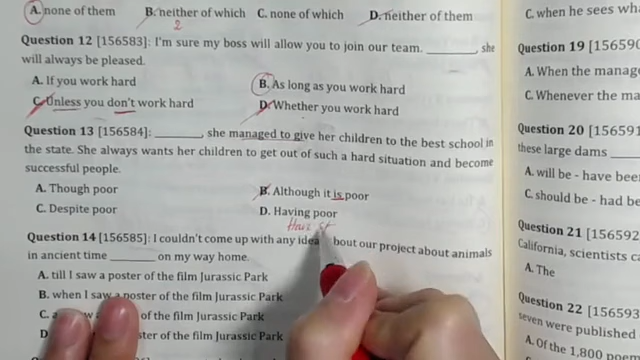 A. none of them B. neither of which C. none of which D. neither of them
2
Question 12 [156583]: I'm sure my boss will allow you to join our team. ________, she
will always be pleased.
A. If you work hard B. As long as you work hard
C. Unless you don't work hard D. Whether you work hard
Question 13 [156584]: ________, she managed to give her children to the best school in
the state. She always wants her children to get out of such a hard situation and become
successful people.
A. Though poor B. Although it is poor
C. Despite poor D. Having poor
Question 14 [156585]: I couldn't come up with any idea about our project about animals
in ancient time ________ on my way home.
A. till I saw a poster of the film Jurassic Park
B. when I saw a poster of the film Jurassic Park
C. a of the film Jurassic Park
D ster of the film Jurassic Park
C. when he sees
Question 19 [15659
A. When the manag
C. Whenever the ma
Question 20 [156591
these large dams ________
A. will be - have bee
C. should be - had b
Question 21 [156592
California, scientists c
A. The
Question 22 [156593
seven were published
A. Of the 1,800 poem